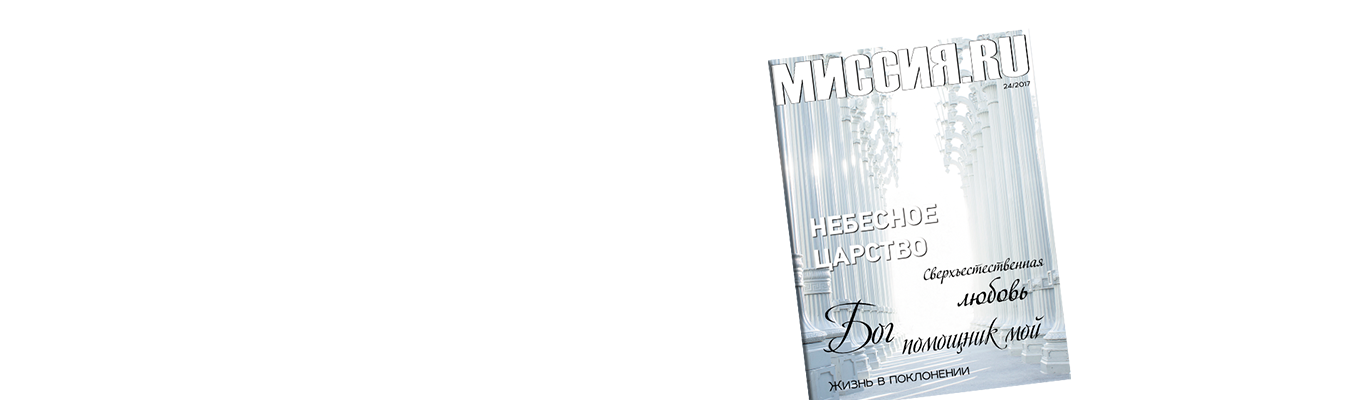 МИССИЯ.RU
24/2017
НЕБЕСНОЕ
ЦАРСТВО
Сверхъестественная
любовь
Бог помощник мой
ЖИЗНЬ В ПОКЛОНЕНИИ